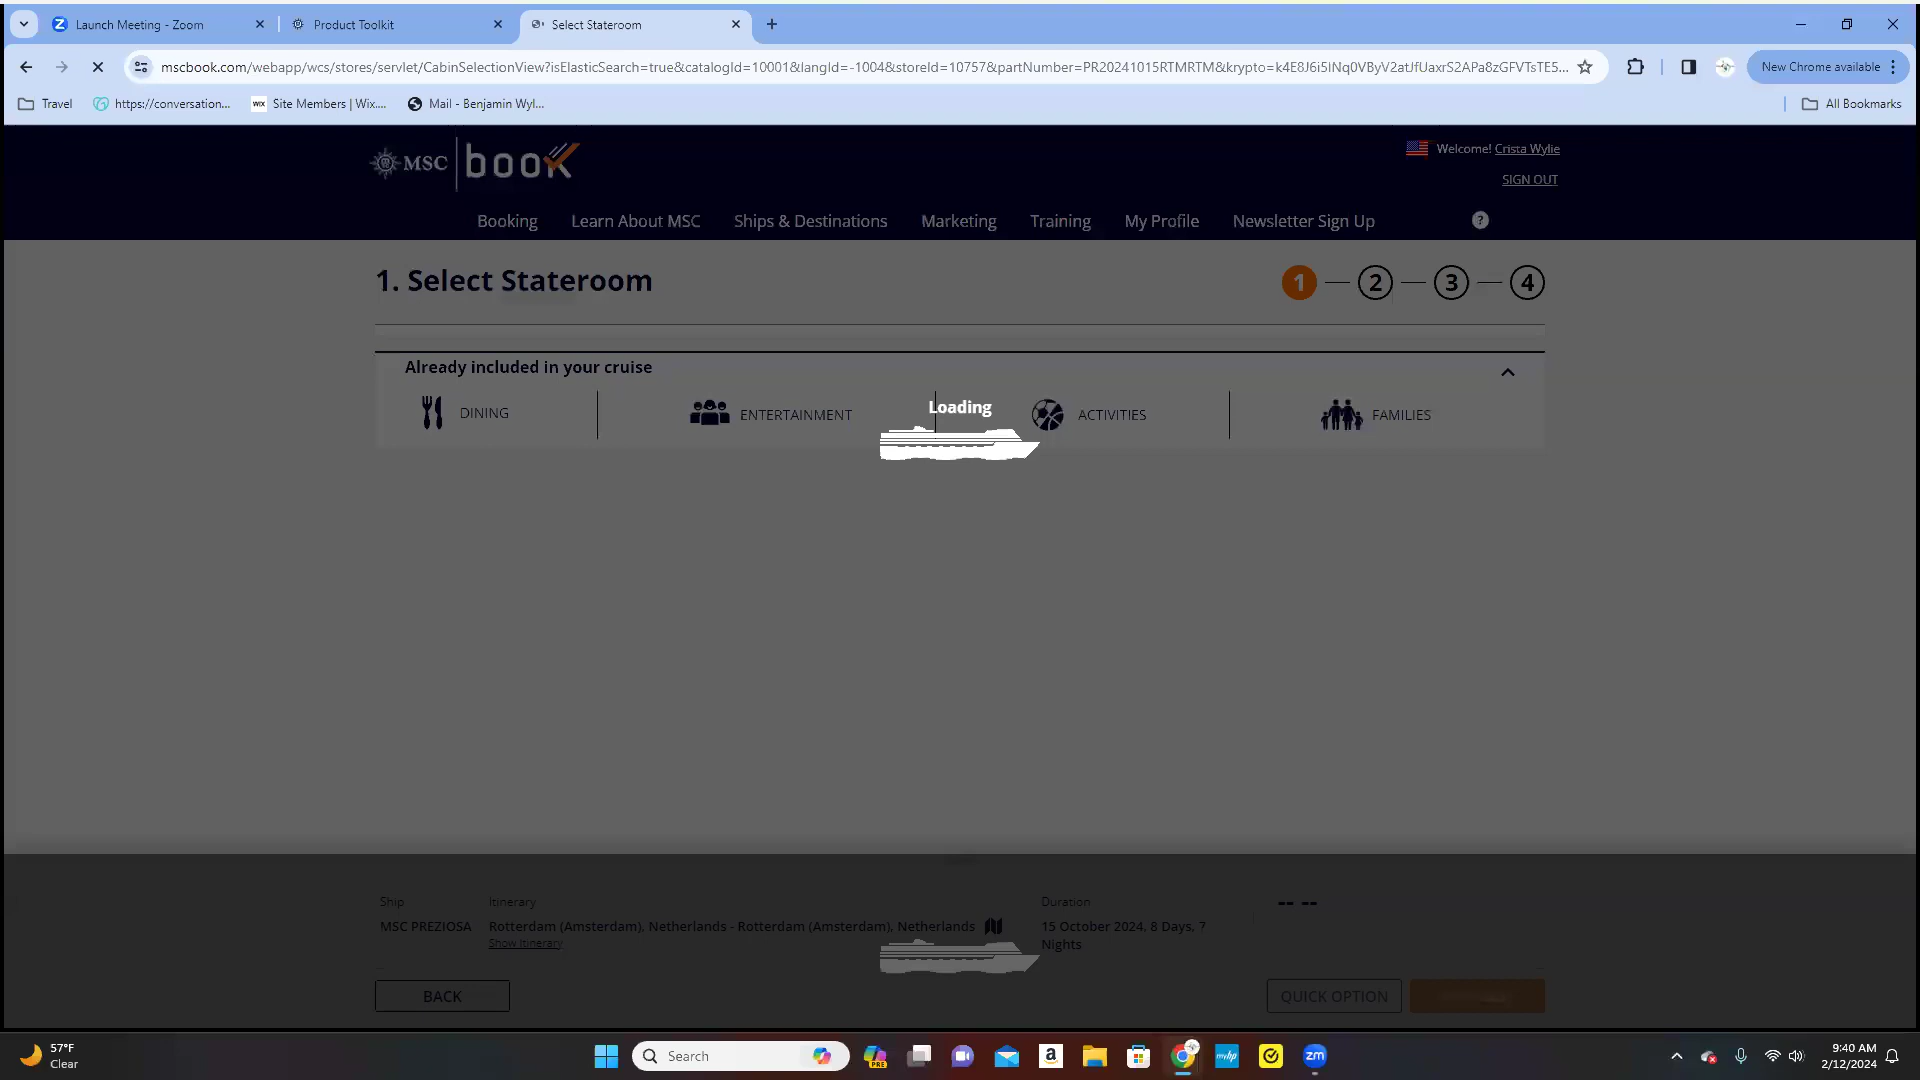 Launch Meeting - Zoom
Product Toolkit
Select Stateroom
mscbook.com/webapp/wcs/stores/servlet/CabinSelectionView?isElasticSearch=true&catalogId=10001&langId=-1004&storeId=10757&partNumber=PR20241015RTMRTM&krypto=k4E8J6i5INq0VByV2atJfUaxrS2APa8zGFVTsTE5...
New Chrome available
Travel
https://conversation...
WIX Site Members | Wix....
Mail - Benjamin Wyl...
All Bookmarks
MSC book
Welcome! Crista Wylie
SIGN OUT
Booking
Learn About MSC
Ships & Destinations
Marketing
Training
My Profile
Newsletter Sign Up
?
1. Select Stateroom
1
2
3
4
Already included in your cruise
DINING
ENTERTAINMENT
ACTIVITIES
FAMILIES
Loading
Ship
MSC PREZIOSA
Itinerary
Rotterdam (Amsterdam), Netherlands - Rotterdam (Amsterdam), Netherlands
Show Itinerary
Duration
15 October 2024, 8 Days, 7
Nights
-- --
BACK
QUICK OPTION
57°F
Clear
Search
PRE
a
myhp
zm
9:40 AM
2/12/2024